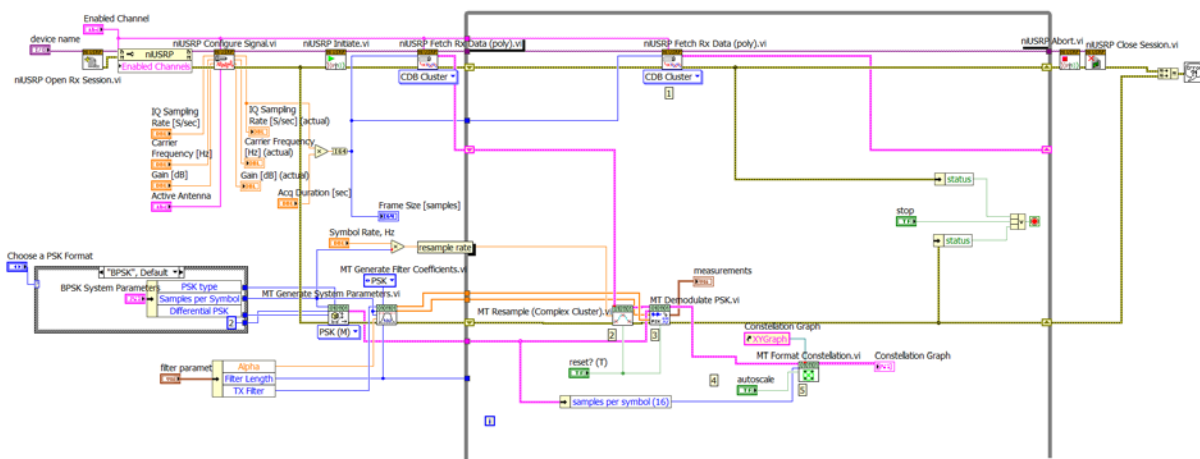 Enabled Channel
device name
niUSRP Open Rx Session.vi
niUSRP
Enabled Channels
niUSRP Configure Signal.vi
niUSRP Initiate.vi
niUSRP Fetch Rx Data (poly).vi
CDB Cluster
niUSRP Fetch Rx Data (poly).vi
CDB Cluster
1
niUSRP Abort.vi
niUSRP Close Session.vi
IQ Sampling
Rate [S/sec]
Carrier
Frequency [Hz]
Gain [dB]
Active Antenna
IQ Sampling
Rate [S/sec] (actual)
Carrier Frequency
[Hz] (actual)
Gain [dB] (actual)
I64
Acq Duration [sec]
Frame Size [samples]
status
stop
status
Symbol Rate, Hz
resample rate
Choose a PSK Format
"BPSK", Default
BPSK System Parameters
PSK type
Samples per Symbol
Differential PSK
2
MT Generate Filter Coefficients.vi
PSK
MT Generate System Parameters.vi
PSK (M)
measurements
MT Resample (Complex Cluster).vi
MT Demodulate PSK.vi
2
3
reset? (T)
Constellation Graph
XYGraph
MT Format Constellation.vi
Constellation Graph
4
autoscale
5
filter paramet
Alpha
Filter Length
TX Filter
samples per symbol (16)
i